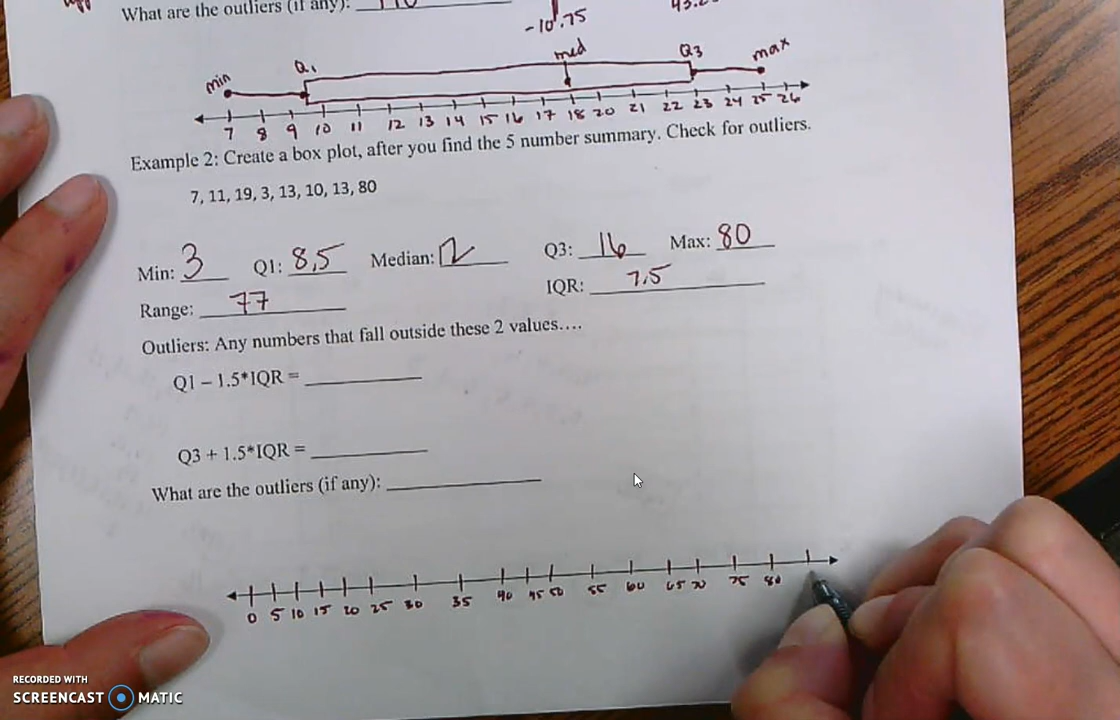 What are the outliers (if any):
-10.75
min Q1 med Q3 max
7 8 9 10 11 12 13 14 15 16 17 18 20 21 22 23 24 25 26
Example 2: Create a box plot, after you find the 5 number summary. Check for outliers.
7, 11, 19, 3, 13, 10, 13, 80
Min: 3 Q1: 8,5 Median: 12 Q3: 16 Max: 80
Range: 77 IQR: 7.5
Outliers: Any numbers that fall outside these 2 values….
Q1 – 1.5*IQR =
Q3 + 1.5*IQR =
What are the outliers (if any):
0 5 10 15 20 25 30 35 40 45 50 55 60 65 70 75 80
RECORDED WITH
SCREENCAST MATIC